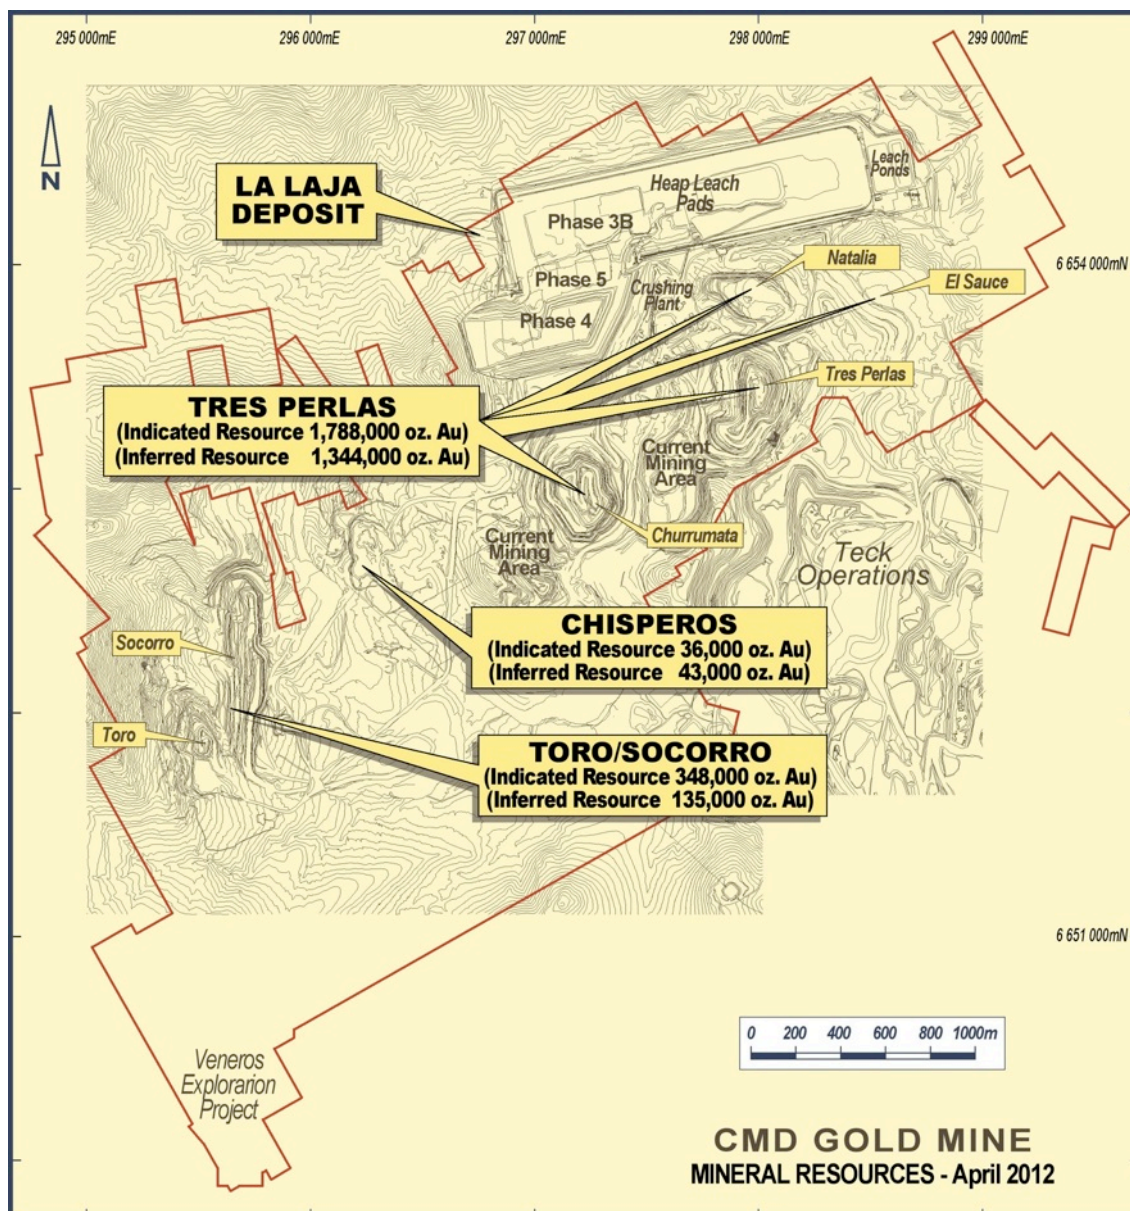 295 000mE
296 000mE
297 000mE
298 000mE
299 000mE
N
LA LAJA
DEPOSIT
Leach
Ponds
Heap Leach
Pads
Phase 3B
Natalia
6 654 000mN
Phase 5
Crushing
Plant
El Sauce
Phase 4
Tres Perlas
TRES PERLAS
(Indicated Resource 1,788,000 oz. Au)
(Inferred Resource 1,344,000 oz. Au)
Current
Mining
Area
Churrumata
Current
Mining
Area
Teck
Operations
CHISPEROS
(Indicated Resource 36,000 oz. Au)
(Inferred Resource 43,000 oz. Au)
Socorro
Toro
TORO/SOCORRO
(Indicated Resource 348,000 oz. Au)
(Inferred Resource 135,000 oz. Au)
6 651 000mN
0 200 400 600 800 1000m
Veneros
Explorarion
Project
CMD GOLD MINE
MINERAL RESOURCES - April 2012